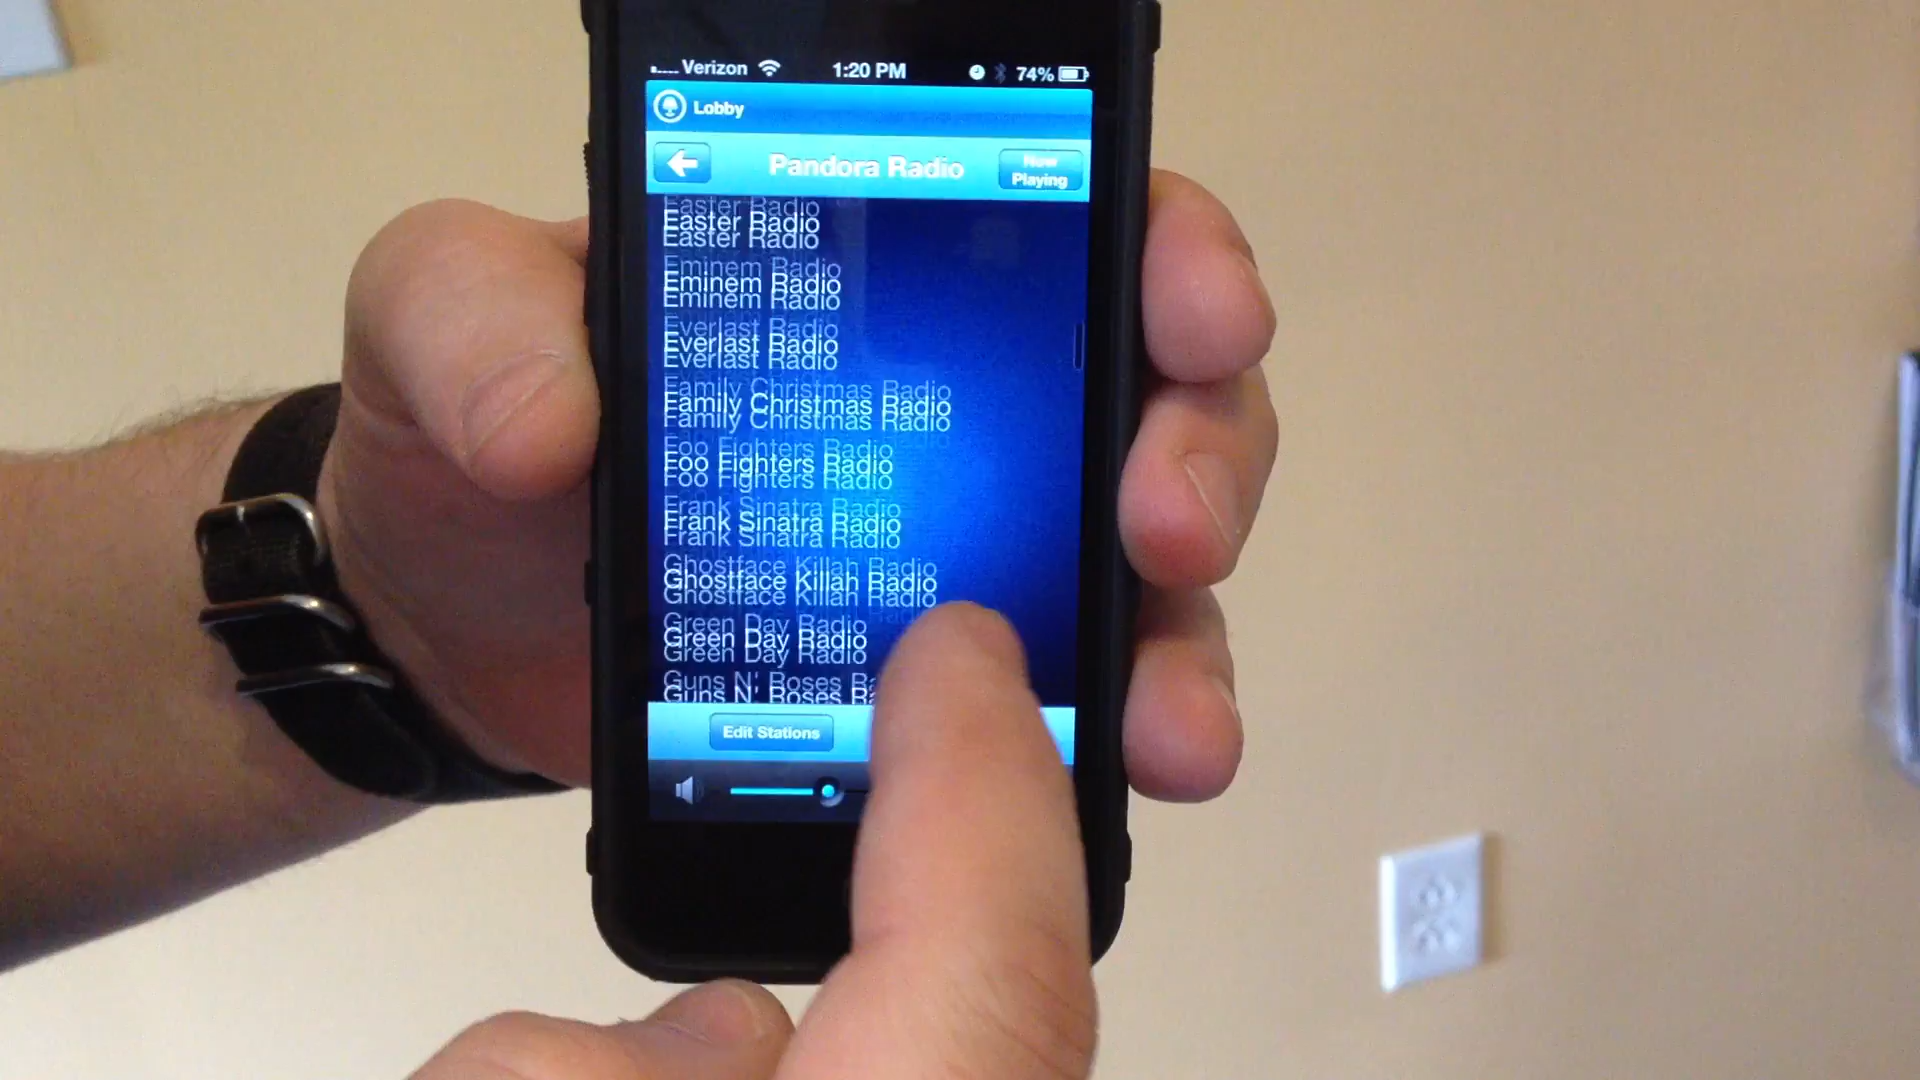 Verizon 1:20 PM 74%
Lobby
Pandora Radio
Now
Playing
Easter Radio
Eminem Radio
Everlast Radio
Family Christmas Radio
Foo Fighters Radio
Frank Sinatra Radio
Ghostface Killah Radio
Green Day Radio
Guns N' Roses
Edit Stations